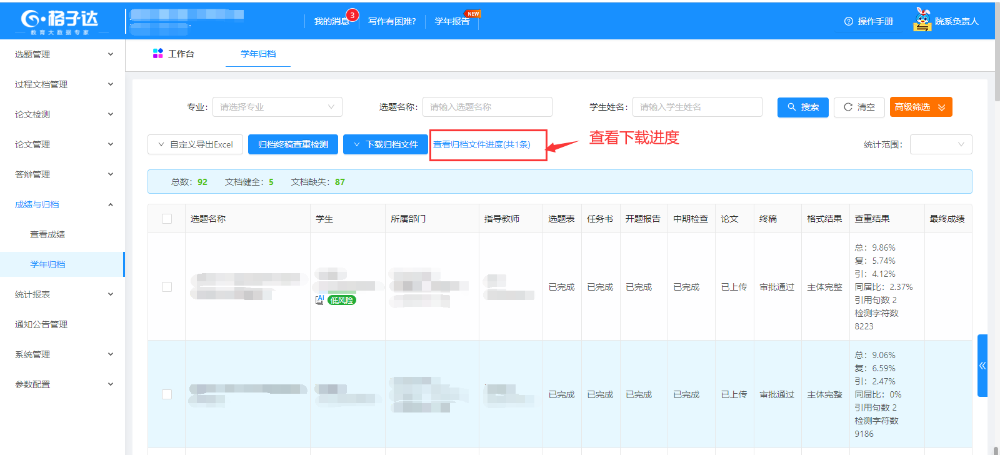 格子达
教育大数据专家
我的消息
3
写作有困难?
学年报告
NEW
操作手册
院系负责人
选题管理
过程文档管理
论文检测
论文管理
答辩管理
成绩与归档
查看成绩
学年归档
统计报表
通知公告管理
系统管理
参数配置
工作台
学年归档
专业：
请选择专业
选题名称：
请输入选题名称
学生姓名：
请输入学生姓名
搜索
清空
高级筛选
自定义导出Excel
归档终稿查重检测
下载归档文件
查看归档文件进度(共1条)
查看下载进度
统计范围：
总数：92 文档健全：5 文档缺失：87
选题名称 学生 所属部门 指导教师 选题表 任务书 开题报告 中期检查 论文 终稿 格式结果 查重结果 最终成绩
Ai 低风险
已完成 已完成 已完成 已完成 已上传 审批通过 主体完整
总：9.86%
复：5.74%
引：4.12%
同届比：2.37%
引用句数 2
检测字符数
8223
已完成 已完成 已完成 已完成 已上传 审批通过 主体完整
总：9.06%
复：6.59%
引：2.47%
同届比：0%
引用句数 2
检测字符数
9186